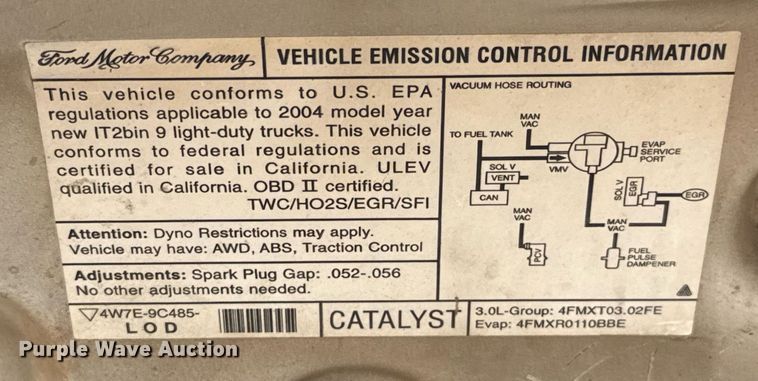 Ford Motor Company
VEHICLE EMISSION CONTROL INFORMATION
This vehicle conforms to U.S. EPA
regulations applicable to 2004 model year
new IT2bin 9 light-duty trucks. This vehicle
conforms to federal regulations and is
certified for sale in California. ULEV
qualified in California. OBD II certified.
TWC/HO2S/EGR/SFI
Attention: Dyno Restrictions may apply.
Vehicle may have: AWD, ABS, Traction Control
Adjustments: Spark Plug Gap: .052-.056
No other adjustments needed.
4W7E-9C485-
L O D
CATALYST
3.0L-Group: 4FMXT03.02FE
Evap: 4FMXR0110BBE
VACUUM HOSE ROUTING
MAN
VAC
TO FUEL TANK
EVAP
SERVICE
PORT
SOL V
VENT
VMV
CAN
SOL V
EGR
EGR
MAN
VAC
PCV
MAN
VAC
FUEL
PULSE
DAMPENER
Purple Wave Auction